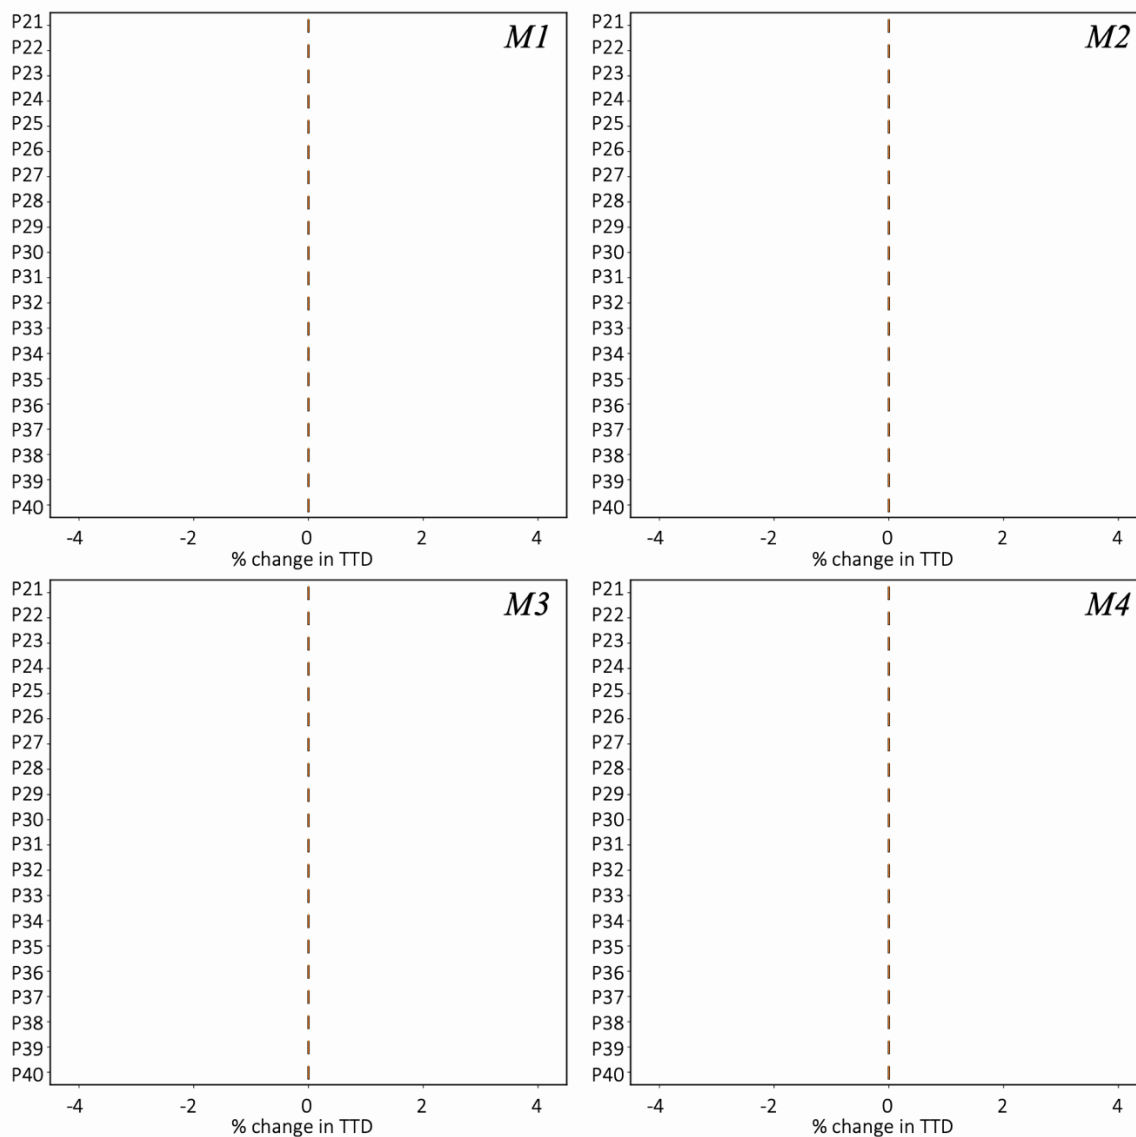 M1
P21
P22
P23
P24
P25
P26
P27
P28
P29
P30
P31
P32
P33
P34
P35
P36
P37
P38
P39
P40
-4 -2 0 2 4
% change in TTD
M2
P21
P22
P23
P24
P25
P26
P27
P28
P29
P30
P31
P32
P33
P34
P35
P36
P37
P38
P39
P40
-4 -2 0 2 4
% change in TTD
M3
P21
P22
P23
P24
P25
P26
P27
P28
P29
P30
P31
P32
P33
P34
P35
P36
P37
P38
P39
P40
-4 -2 0 2 4
% change in TTD
M4
P21
P22
P23
P24
P25
P26
P27
P28
P29
P30
P31
P32
P33
P34
P35
P36
P37
P38
P39
P40
-4 -2 0 2 4
% change in TTD